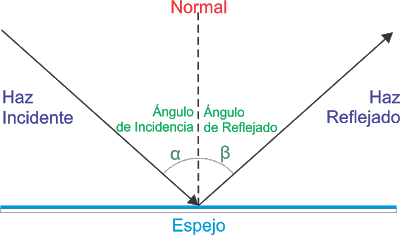 Normal
Haz
Incidente
Ángulo
de Incidencia
Ángulo
de Reflejado
Haz
Reflejado
α
β
Espejo